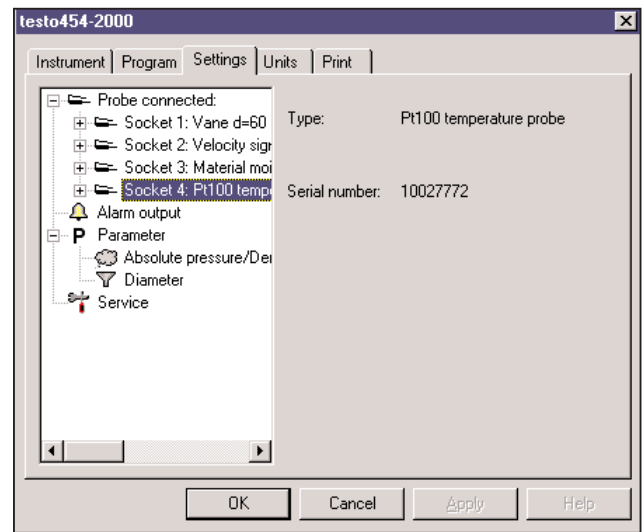 testo454-2000
Instrument Program Settings Units Print
Probe connected:
Socket 1: Vane d=60
Socket 2: Velocity sigr
Socket 3: Material moi
Socket 4: Pt100 temp
Alarm output
P Parameter
Absolute pressure/Der
Diameter
Service
Type: Pt100 temperature probe
Serial number: 10027772
OK Cancel Apply Help